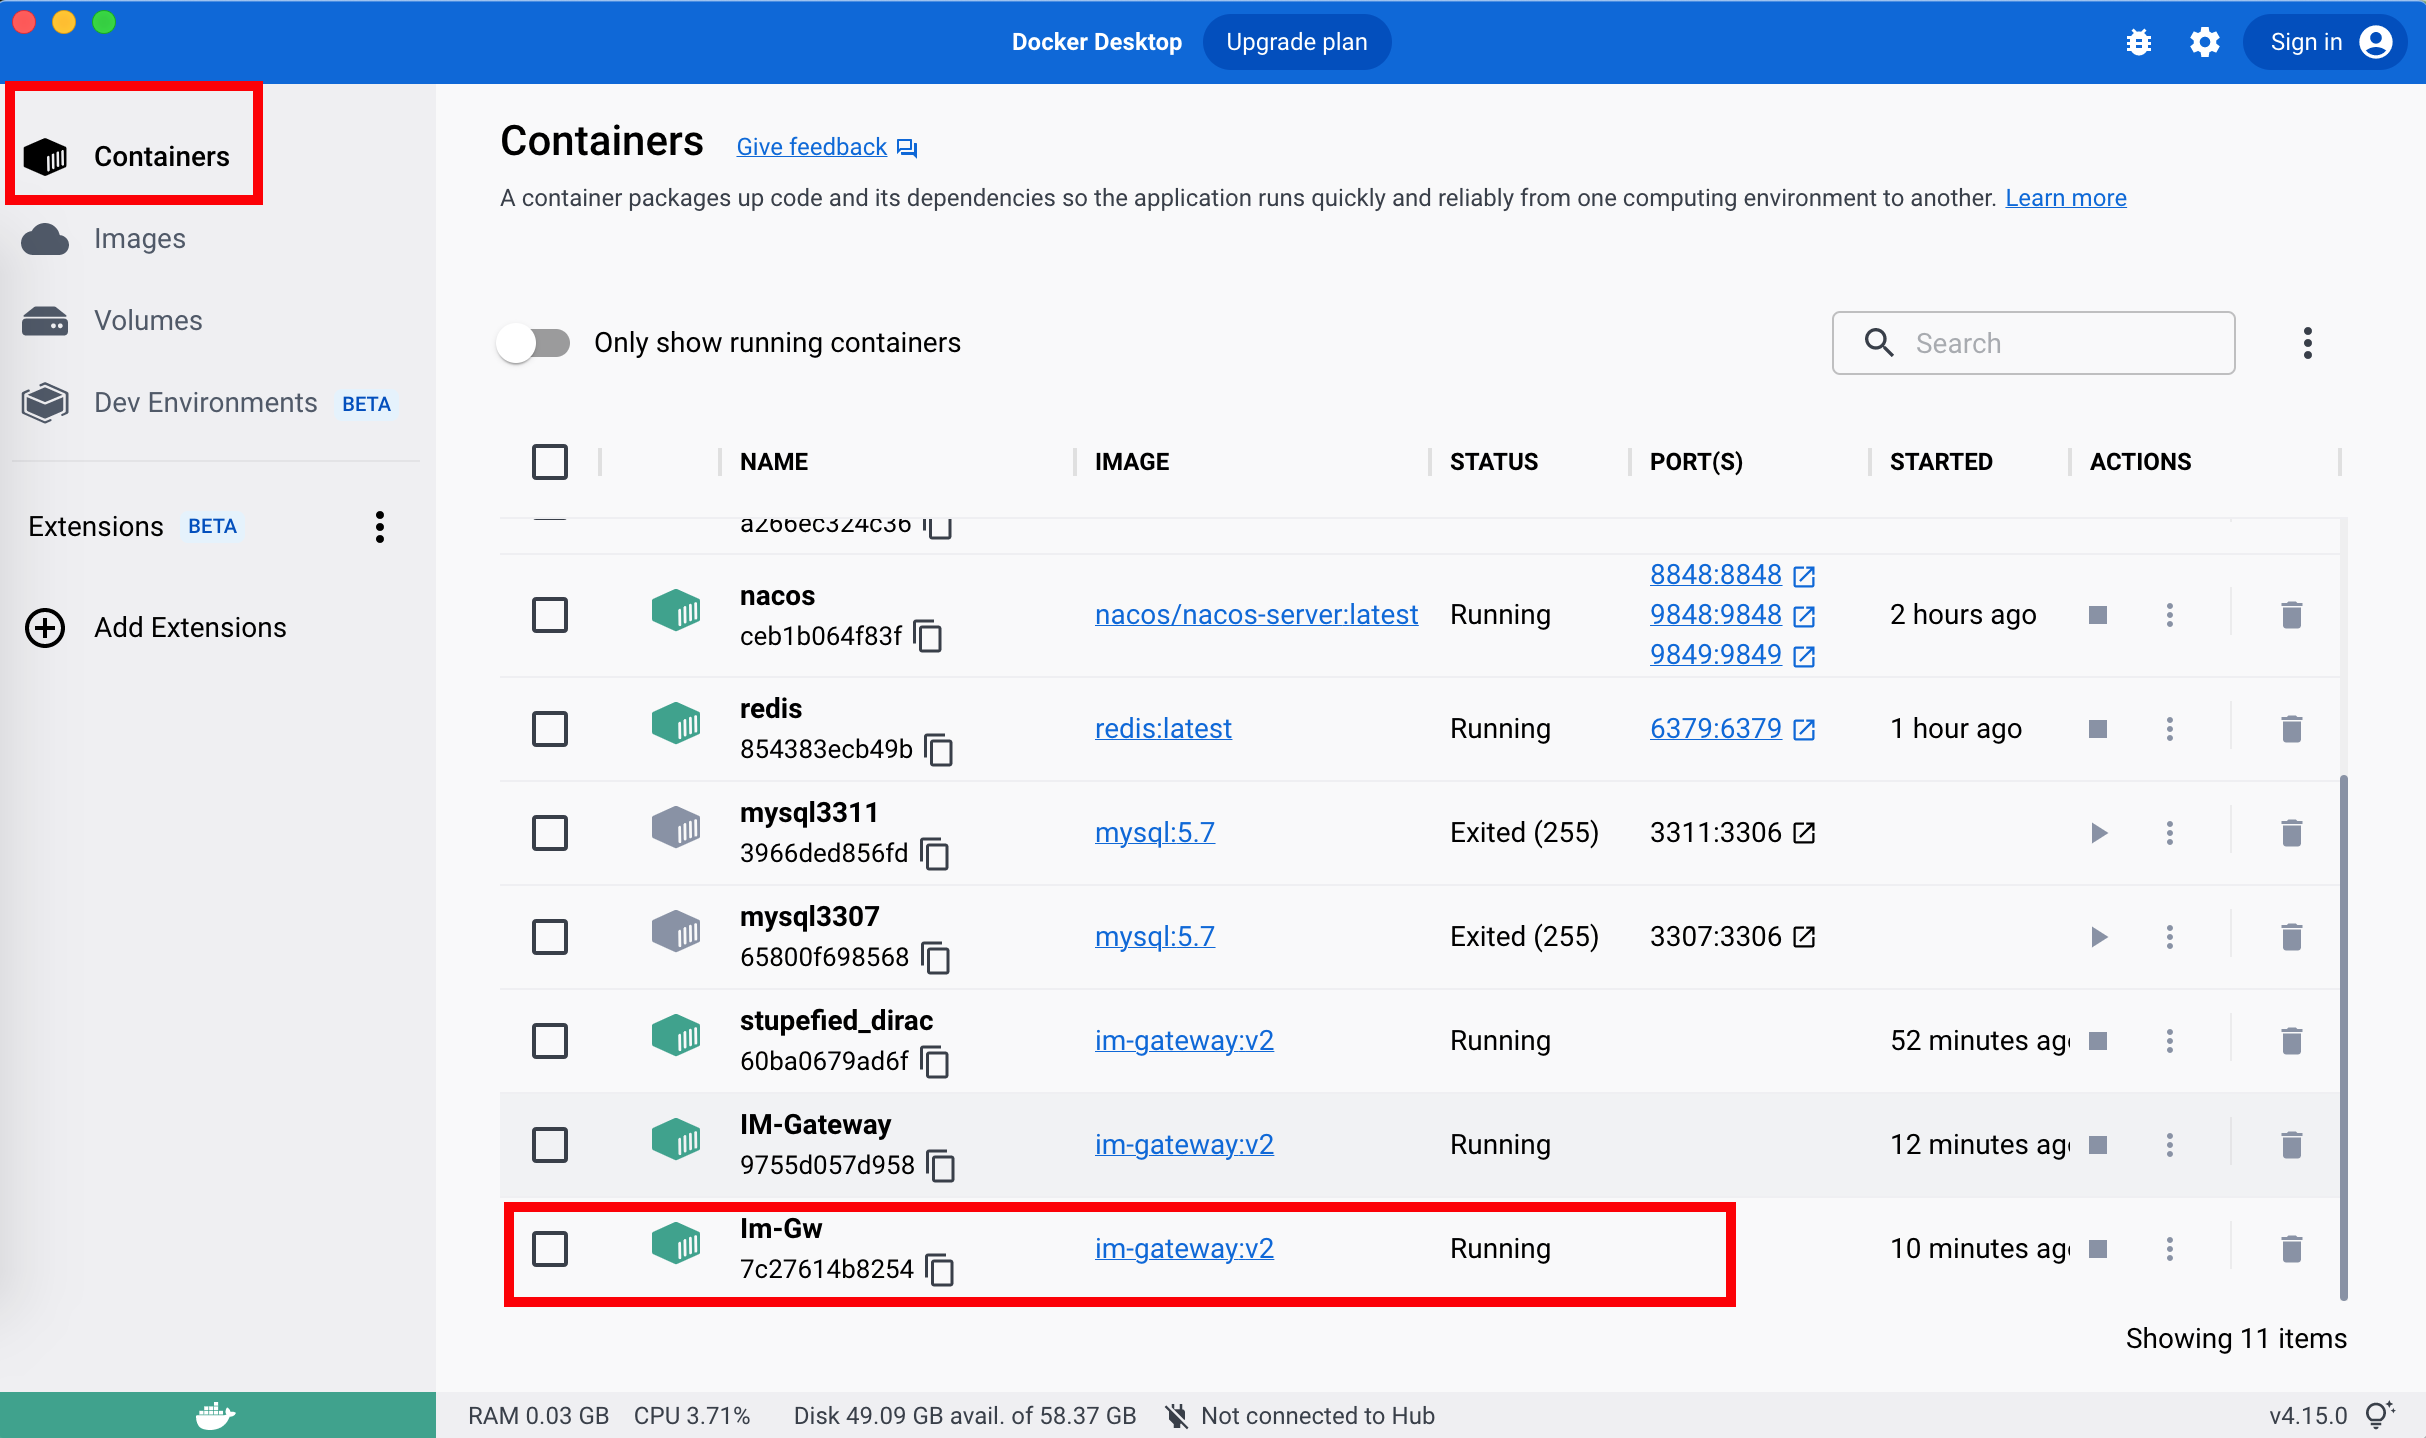 Docker Desktop Upgrade plan Sign in
Containers
Images
Volumes
Dev Environments BETA
Extensions BETA
Add Extensions
Containers Give feedback
A container packages up code and its dependencies so the application runs quickly and reliably from one computing environment to another. Learn more
Only show running containers
Search
NAME IMAGE STATUS PORT(S) STARTED ACTIONS
a266ec324c36
nacos
ceb1b064f83f
nacos/nacos-server:latest Running
8848:8848
9848:9848
9849:9849
2 hours ago
redis
854383ecb49b
redis:latest Running 6379:6379 1 hour ago
mysql3311
3966ded856fd
mysql:5.7 Exited (255) 3311:3306
mysql3307
65800f698568
mysql:5.7 Exited (255) 3307:3306
stupefied_dirac
60ba0679ad6f
im-gateway:v2 Running 52 minutes ag
IM-Gateway
9755d057d958
im-gateway:v2 Running 12 minutes ag
Im-Gw
7c27614b8254
im-gateway:v2 Running 10 minutes ag
Showing 11 items
RAM 0.03 GB CPU 3.71% Disk 49.09 GB avail. of 58.37 GB Not connected to Hub v4.15.0